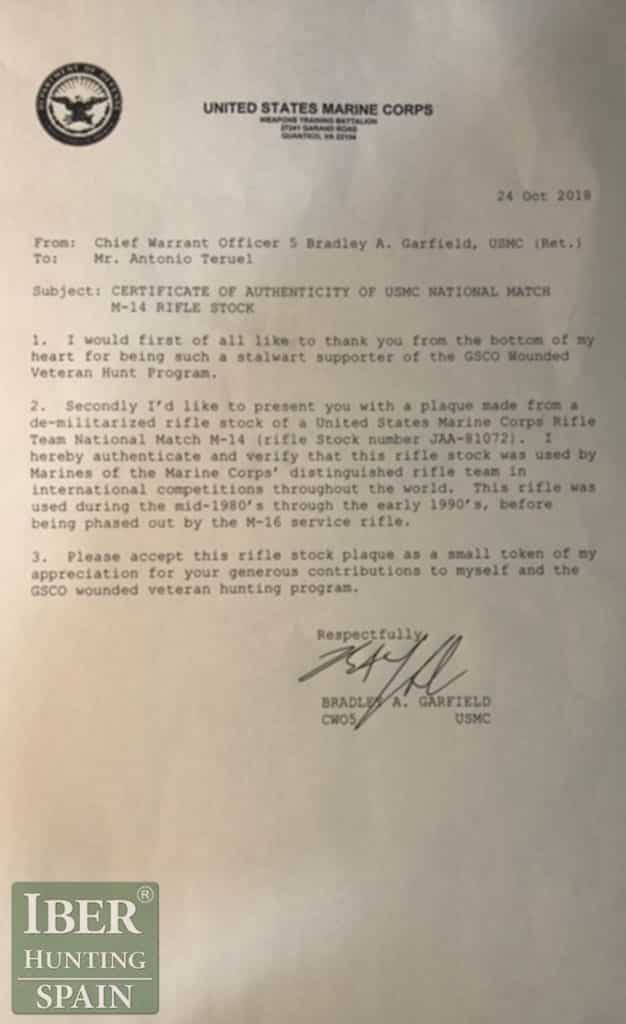 DEPARTMENT OF DEFENSE
UNITED STATES MARINE CORPS
WEAPONS TRAINING BATTALION
27241 GARAND ROAD
QUANTICO, VA 22134
24 Oct 2018
From: Chief Warrant Officer 5 Bradley A. Garfield, USMC (Ret.)
To: Mr. Antonio Teruel
Subject: CERTIFICATE OF AUTHENTICITY OF USMC NATIONAL MATCH
M-14 RIFLE STOCK
1. I would first of all like to thank you from the bottom of my
heart for being such a stalwart supporter of the GSCO Wounded
Veteran Hunt Program.
2. Secondly I'd like to present you with a plaque made from a
de-militarized rifle stock of a United States Marine Corps Rifle
Team National Match M-14 (rifle Stock number JAA-81072). I
hereby authenticate and verify that this rifle stock was used by
Marines of the Marine Corps' distinguished rifle team in
international competitions throughout the world. This rifle was
used during the mid-1980's through the early 1990's, before
being phased out by the M-16 service rifle.
3. Please accept this rifle stock plaque as a small token of my
appreciation for your generous contributions to myself and the
GSCO wounded veteran hunting program.
Respectfully
BRADLEY A. GARFIELD
CWO5 USMC
IBER ®
HUNTING
SPAIN